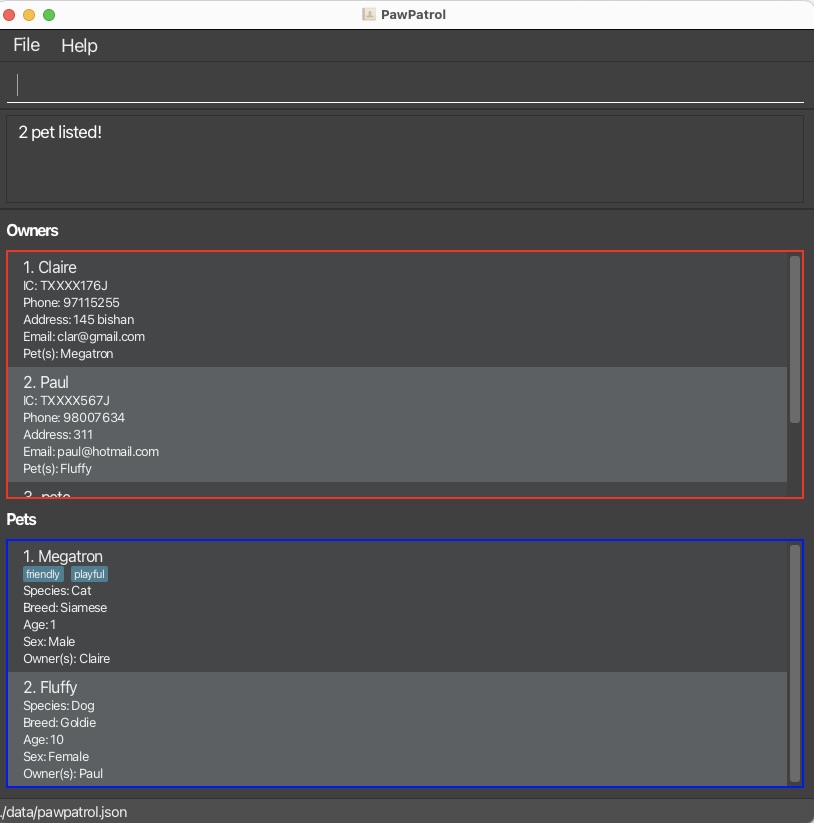 PawPatrol
File Help
2 pet listed!
Owners
1. Claire
IC: TXXXX176J
Phone: 97115255
Address: 145 bishan
Email: clar@gmail.com
Pet(s): Megatron
2. Paul
IC: TXXXX567J
Phone: 98007634
Address: 311
Email: paul@hotmail.com
Pet(s): Fluffy
3. pete
Pets
1. Megatron
friendly playful
Species: Cat
Breed: Siamese
Age: 1
Sex: Male
Owner(s): Claire
2. Fluffy
Species: Dog
Breed: Goldie
Age: 10
Sex: Female
Owner(s): Paul
./data/pawpatrol.json